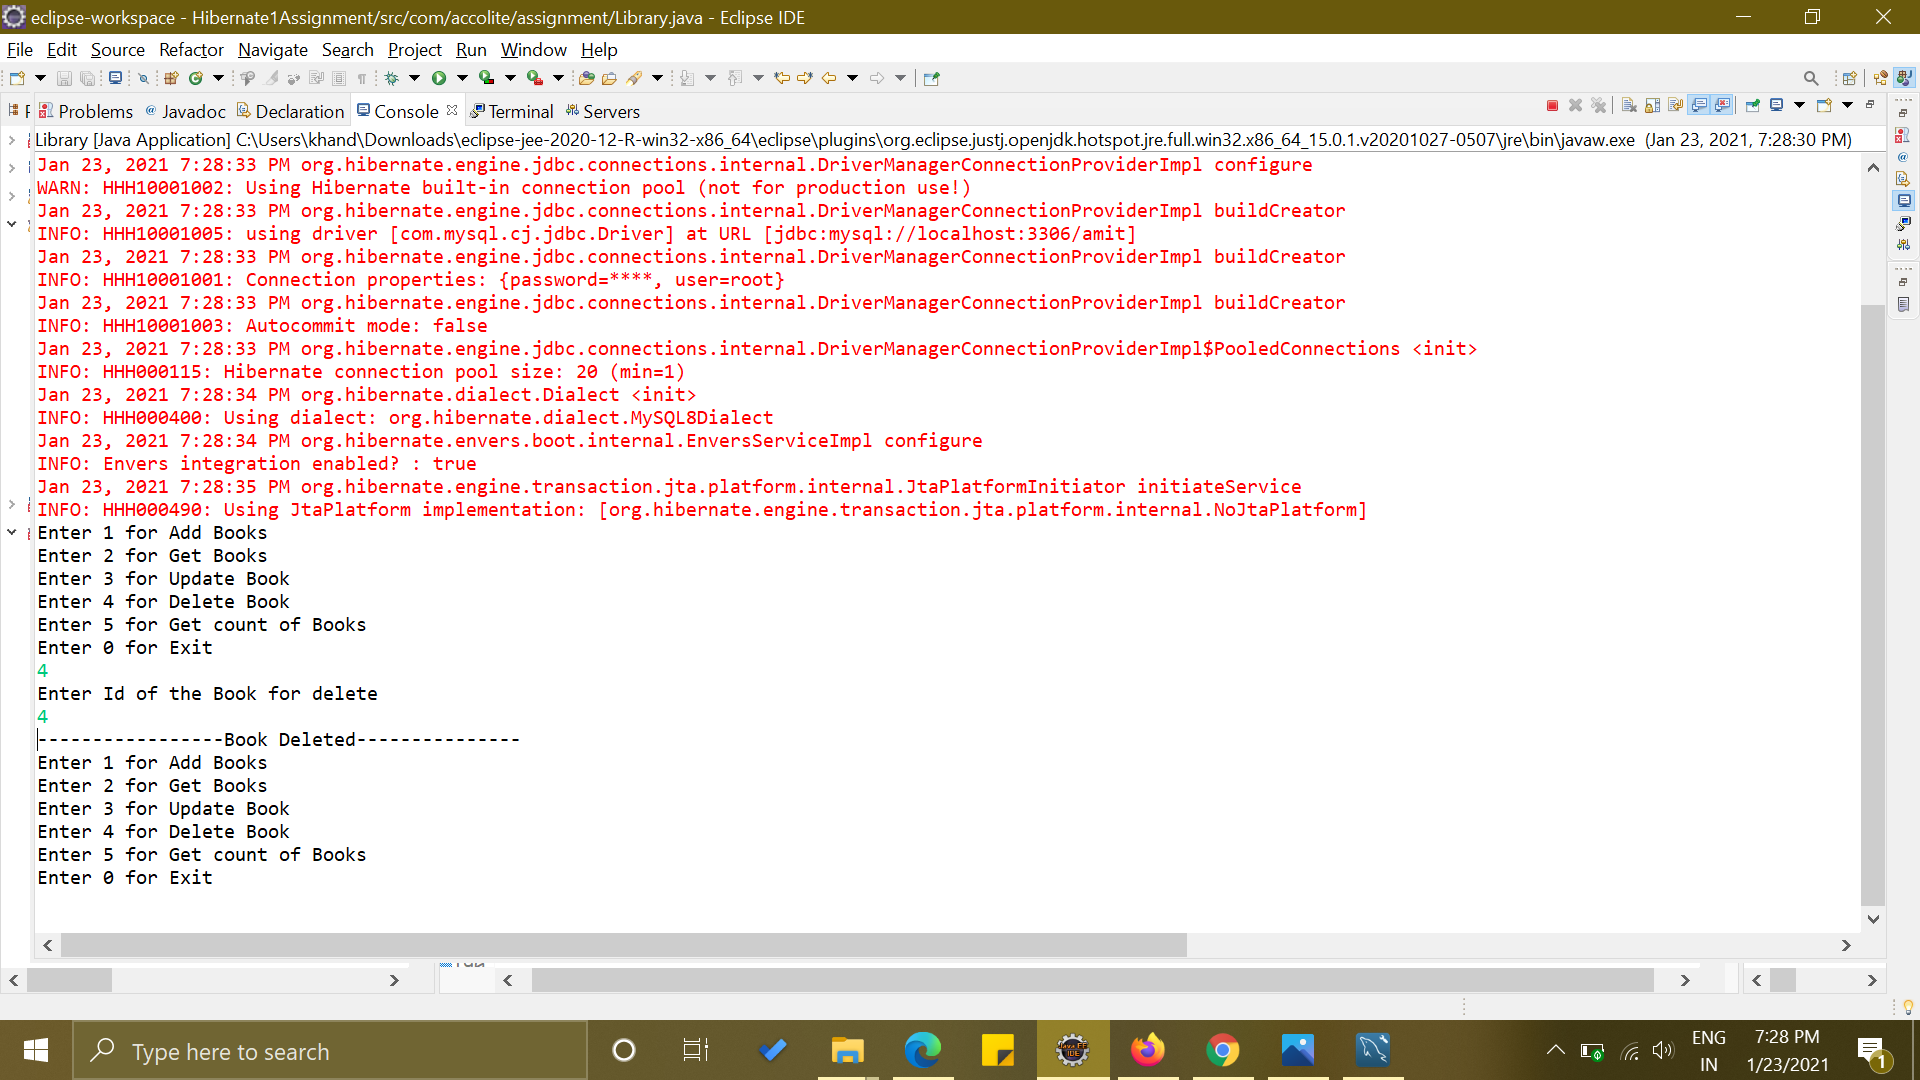 eclipse-workspace - Hibernate1Assignment/src/com/accolite/assignment/Library.java - Eclipse IDE
File Edit Source Refactor Navigate Search Project Run Window Help
Problems Javadoc Declaration Console Terminal Servers
Library [Java Application] C:\Users\khand\Downloads\eclipse-jee-2020-12-R-win32-x86_64\eclipse\plugins\org.eclipse.justj.openjdk.hotspot.jre.full.win32.x86_64_15.0.1.v20201027-0507\jre\bin\javaw.exe (Jan 23, 2021, 7:28:30 PM)
Jan 23, 2021 7:28:33 PM org.hibernate.engine.jdbc.connections.internal.DriverManagerConnectionProviderImpl configure
WARN: HHH10001002: Using Hibernate built-in connection pool (not for production use!)
Jan 23, 2021 7:28:33 PM org.hibernate.engine.jdbc.connections.internal.DriverManagerConnectionProviderImpl buildCreator
INFO: HHH10001005: using driver [com.mysql.cj.jdbc.Driver] at URL [jdbc:mysql://localhost:3306/amit]
Jan 23, 2021 7:28:33 PM org.hibernate.engine.jdbc.connections.internal.DriverManagerConnectionProviderImpl buildCreator
INFO: HHH10001001: Connection properties: {password=****, user=root}
Jan 23, 2021 7:28:33 PM org.hibernate.engine.jdbc.connections.internal.DriverManagerConnectionProviderImpl buildCreator
INFO: HHH10001003: Autocommit mode: false
Jan 23, 2021 7:28:33 PM org.hibernate.engine.jdbc.connections.internal.DriverManagerConnectionProviderImpl$PooledConnections <init>
INFO: HHH000115: Hibernate connection pool size: 20 (min=1)
Jan 23, 2021 7:28:34 PM org.hibernate.dialect.Dialect <init>
INFO: HHH000400: Using dialect: org.hibernate.dialect.MySQL8Dialect
Jan 23, 2021 7:28:34 PM org.hibernate.envers.boot.internal.EnversServiceImpl configure
INFO: Envers integration enabled? : true
Jan 23, 2021 7:28:35 PM org.hibernate.engine.transaction.jta.platform.internal.JtaPlatformInitiator initiateService
INFO: HHH000490: Using JtaPlatform implementation: [org.hibernate.engine.transaction.jta.platform.internal.NoJtaPlatform]
Enter 1 for Add Books
Enter 2 for Get Books
Enter 3 for Update Book
Enter 4 for Delete Book
Enter 5 for Get count of Books
Enter 0 for Exit
4
Enter Id of the Book for delete
4
-----------------Book Deleted---------------
Enter 1 for Add Books
Enter 2 for Get Books
Enter 3 for Update Book
Enter 4 for Delete Book
Enter 5 for Get count of Books
Enter 0 for Exit
Type here to search
ENG
IN
7:28 PM
1/23/2021
1